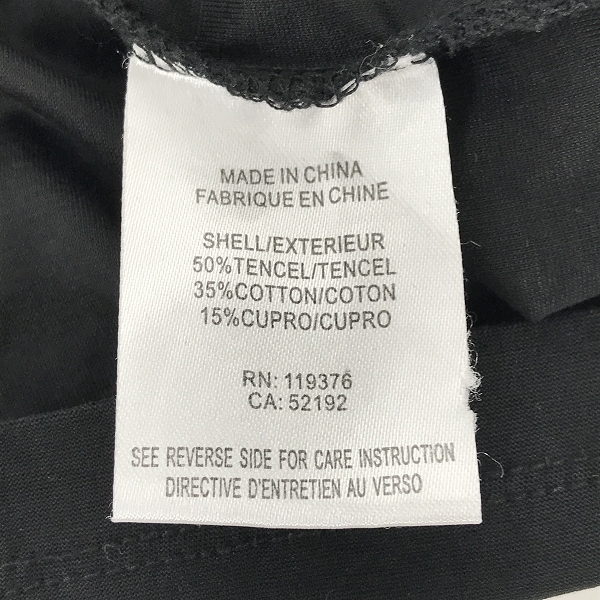 MADE IN CHINA
FABRIQUE EN CHINE
SHELL/EXTERIEUR
50%TENCEL/TENCEL
35%COTTON/COTON
15%CUPRO/CUPRO
RN: 119376
CA: 52192
SEE REVERSE SIDE FOR CARE INSTRUCTION
DIRECTIVE D'ENTRETIEN AU VERSO